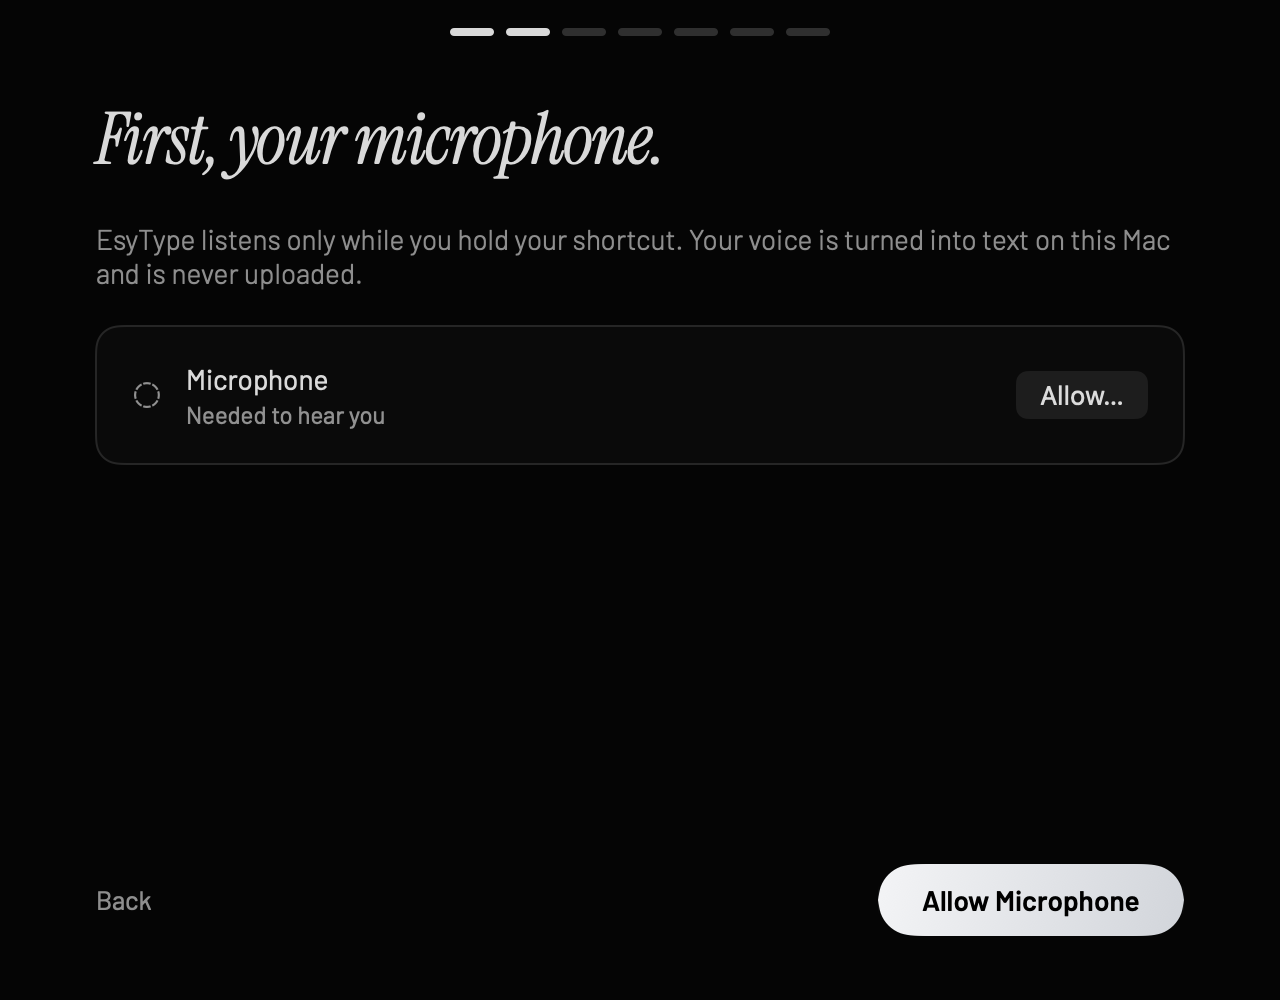 First, your microphone.
EsyType listens only while you hold your shortcut. Your voice is turned into text on this Mac
and is never uploaded.
Microphone
Needed to hear you
Allow...
Back
Allow Microphone